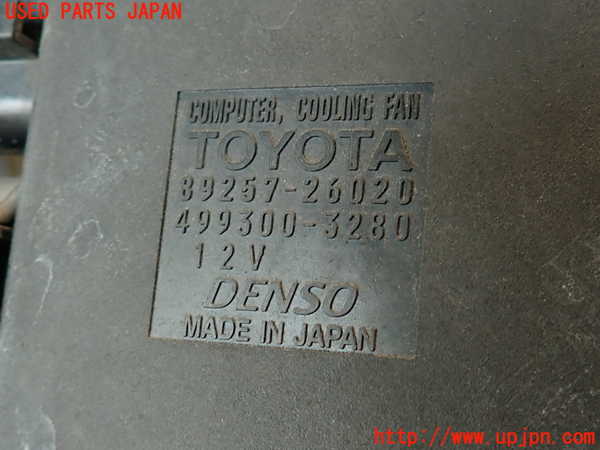 USED PARTS JAPAN
COMPUTER, COOLING FAN
TOYOTA
89257-26020
499300-3280
12V
DENSO
MADE IN JAPAN
http://www.upjpn.com/